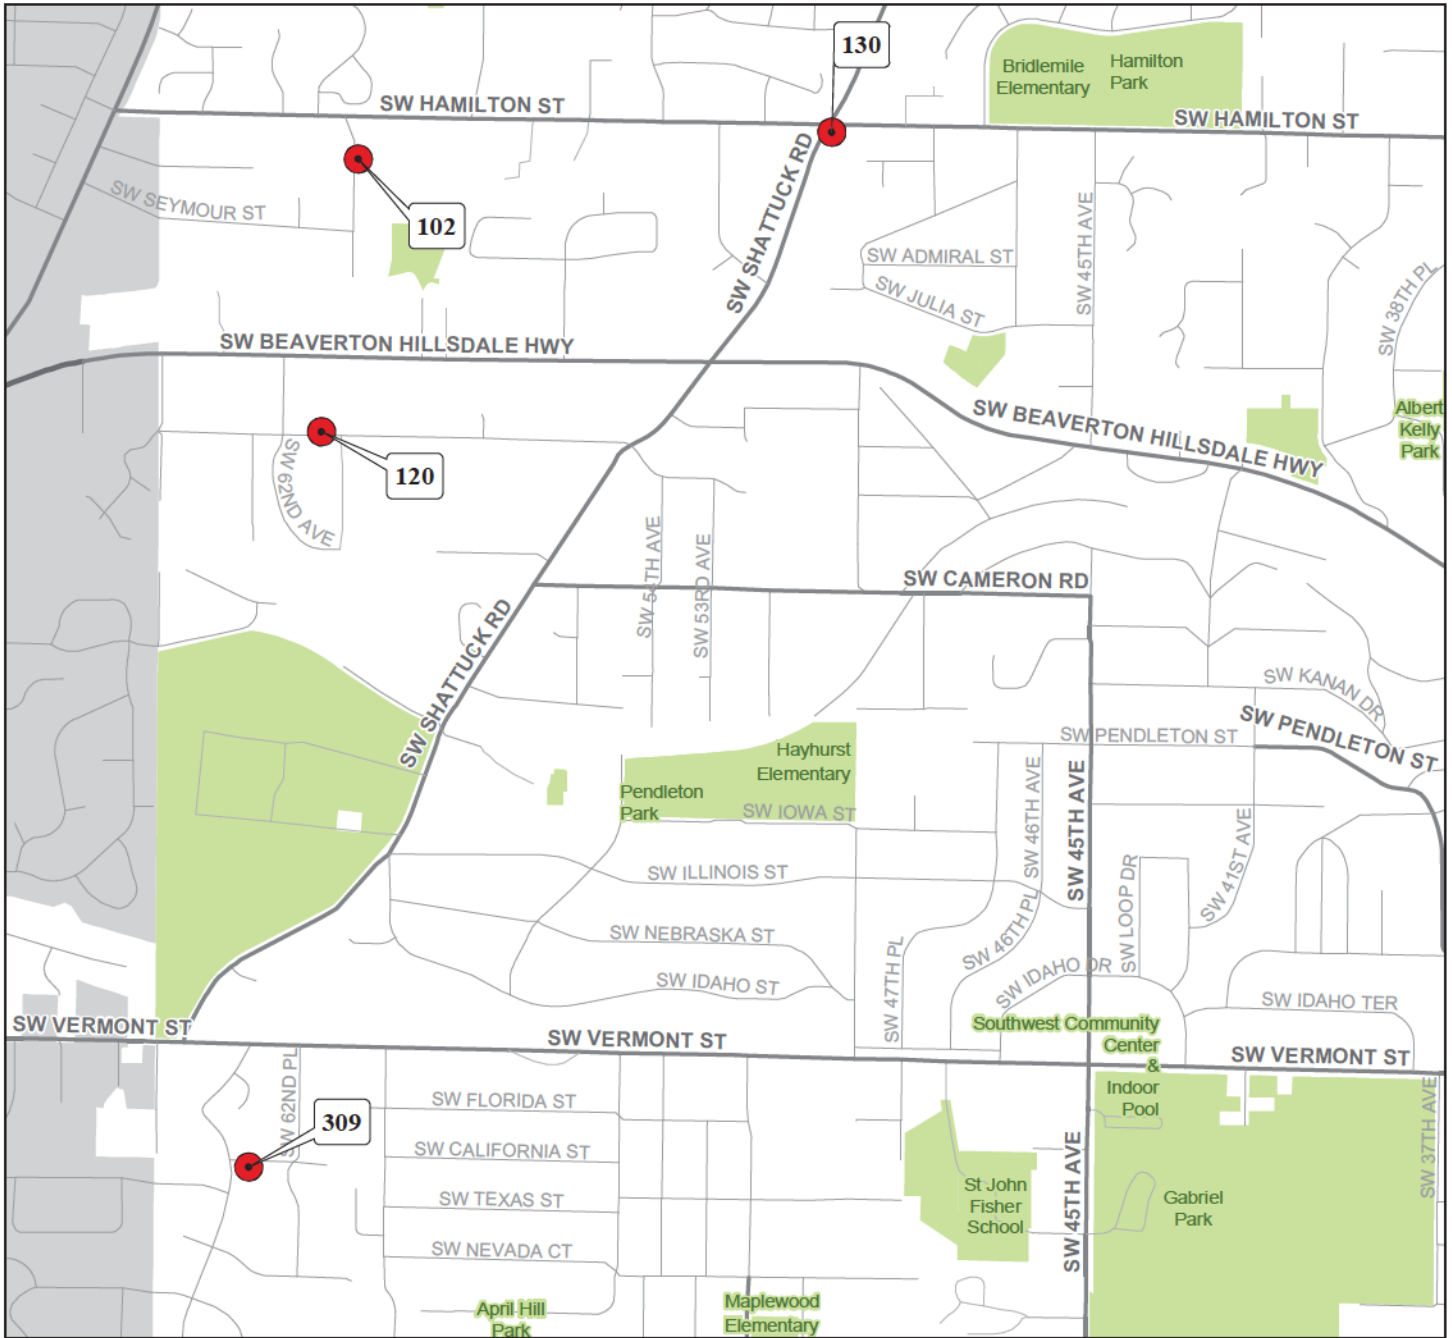 130
Bridlemile
Elementary
Hamilton
Park
SW HAMILTON ST
SW HAMILTON ST
SW SHATTUCK RD
102
SW SEYMOUR ST
SW ADMIRAL ST
SW 45TH AVE
SW JULIA ST
SW 38TH PL
SW BEAVERTON HILLSDALE HWY
SW BEAVERTON HILLSDALE HWY
Albert
Kelly
Park
120
SW 62ND AVE
SW 54TH AVE
SW 53RD AVE
SW CAMERON RD
SW SHATTUCK RD
SW KANAN DR
SW PENDLETON ST
SW PENDLETON ST
Hayhurst
Elementary
Pendleton
Park
SW IOWA ST
SW 46TH AVE
SW 45TH AVE
SW 41ST AVE
SW ILLINOIS ST
SW LOOP DR
SW 46TH PL
SW NEBRASKA ST
SW 47TH PL
SW IDAHO ST
SW IDAHO DR
SW IDAHO TER
SW VERMONT ST
SW VERMONT ST
SW VERMONT ST
Southwest Community
Center
&
Indoor
Pool
SW 62ND PL
309
SW FLORIDA ST
SW CALIFORNIA ST
SW TEXAS ST
SW NEVADA CT
SW 37TH AVE
SW 45TH AVE
St John
Fisher
School
Gabriel
Park
April Hill
Park
Maplewood
Elementary